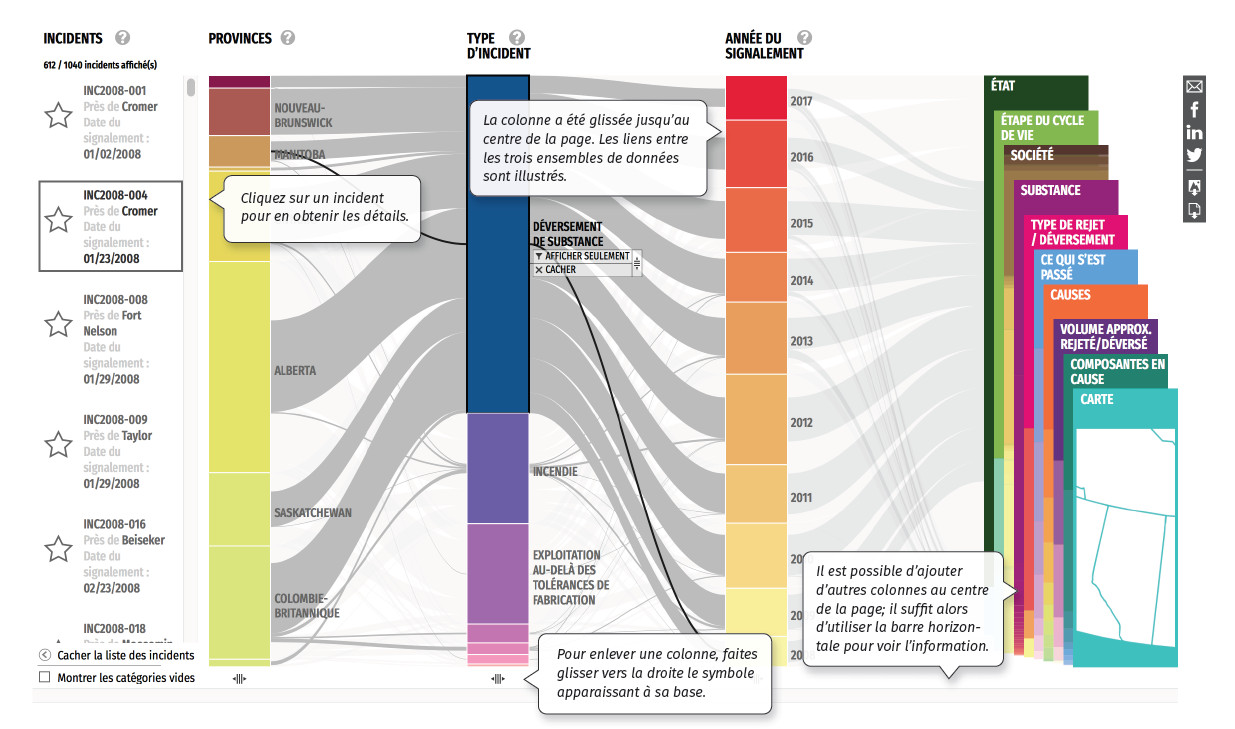 INCIDENTS ?
612 / 1040 incidents affiché(s)
INC2008-001
Près de Cromer
Date du
signalement :
01/02/2008
INC2008-004
Près de Cromer
Date du
signalement :
01/23/2008
INC2008-008
Près de Fort
Nelson
Date du
signalement :
01/29/2008
INC2008-009
Près de Taylor
Date du
signalement :
01/29/2008
INC2008-016
Près de Beiseker
Date du
signalement :
02/23/2008
INC2008-018
Cacher la liste des incidents
Montrer les catégories vides
PROVINCES ?
NOUVEAU-
BRUNSWICK
MANITOBA
Cliquez sur un incident
pour en obtenir les détails.
ALBERTA
SASKATCHEWAN
COLOMBIE-
BRITANNIQUE
TYPE ?
D'INCIDENT
La colonne a été glissée jusqu'au
centre de la page. Les liens entre
les trois ensembles de données
sont illustrés.
DÉVERSEMENT
DE SUBSTANCE
AFFICHER SEULEMENT
CACHER
INCENDIE
EXPLOITATION
AU-DELÀ DES
TOLÉRANCES DE
FABRICATION
Pour enlever une colonne, faites
glisser vers la droite le symbole
apparaissant à sa base.
ANNÉE DU ?
SIGNALEMENT
2017
2016
2015
2014
2013
2012
2011
Il est possible d'ajouter
d'autres colonnes au centre
de la page; il suffit alors
d'utiliser la barre horizon-
tale pour voir l'information.
ÉTAT
ÉTAPE DU CYCLE
DE VIE
SOCIÉTÉ
SUBSTANCE
TYPE DE REJET
/ DÉVERSEMENT
CE QUI S'EST
PASSÉ
CAUSES
VOLUME APPROX.
REJETÉ/DÉVERSÉ
COMPOSANTES EN
CAUSE
CARTE